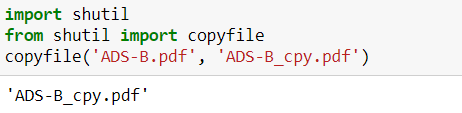 import shutil
from shutil import copyfile
copyfile('ADS-B.pdf', 'ADS-B_cpy.pdf')
'ADS-B_cpy.pdf'